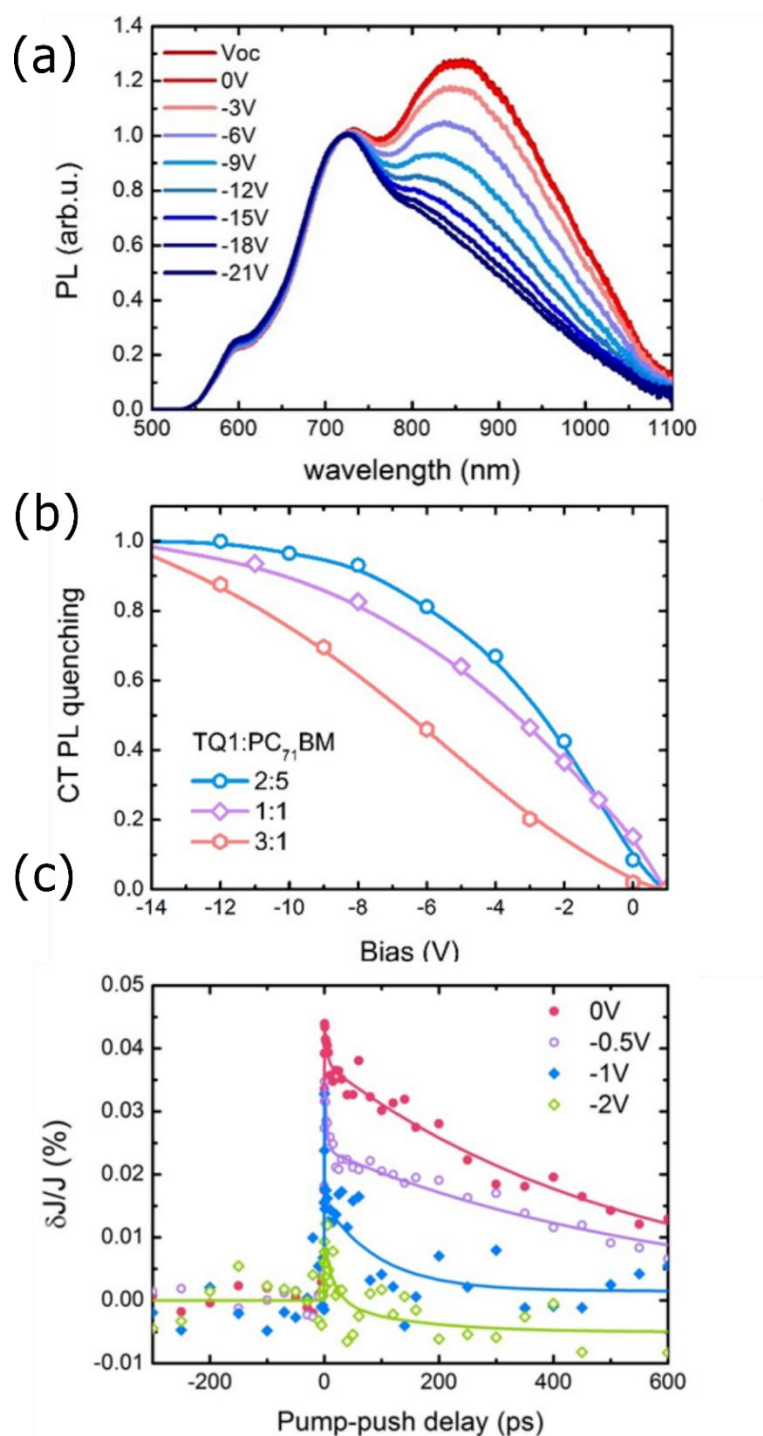 (a)
1.4
1.2
1.0
0.8
0.6
0.4
0.2
0.0
PL (arb.u.)
Voc
0V
-3V
-6V
-9V
-12V
-15V
-18V
-21V
500 600 700 800 900 1000 1100
wavelength (nm)
(b)
1.0
0.8
0.6
0.4
0.2
0.0
CT PL quenching
TQ1:PC71BM
2:5
1:1
3:1
-14 -12 -10 -8 -6 -4 -2 0
Bias (V)
(c)
0.05
0.04
0.03
0.02
0.01
0.00
-0.01
δJ/J (%)
0V
-0.5V
-1V
-2V
-200 0 200 400 600
Pump-push delay (ps)